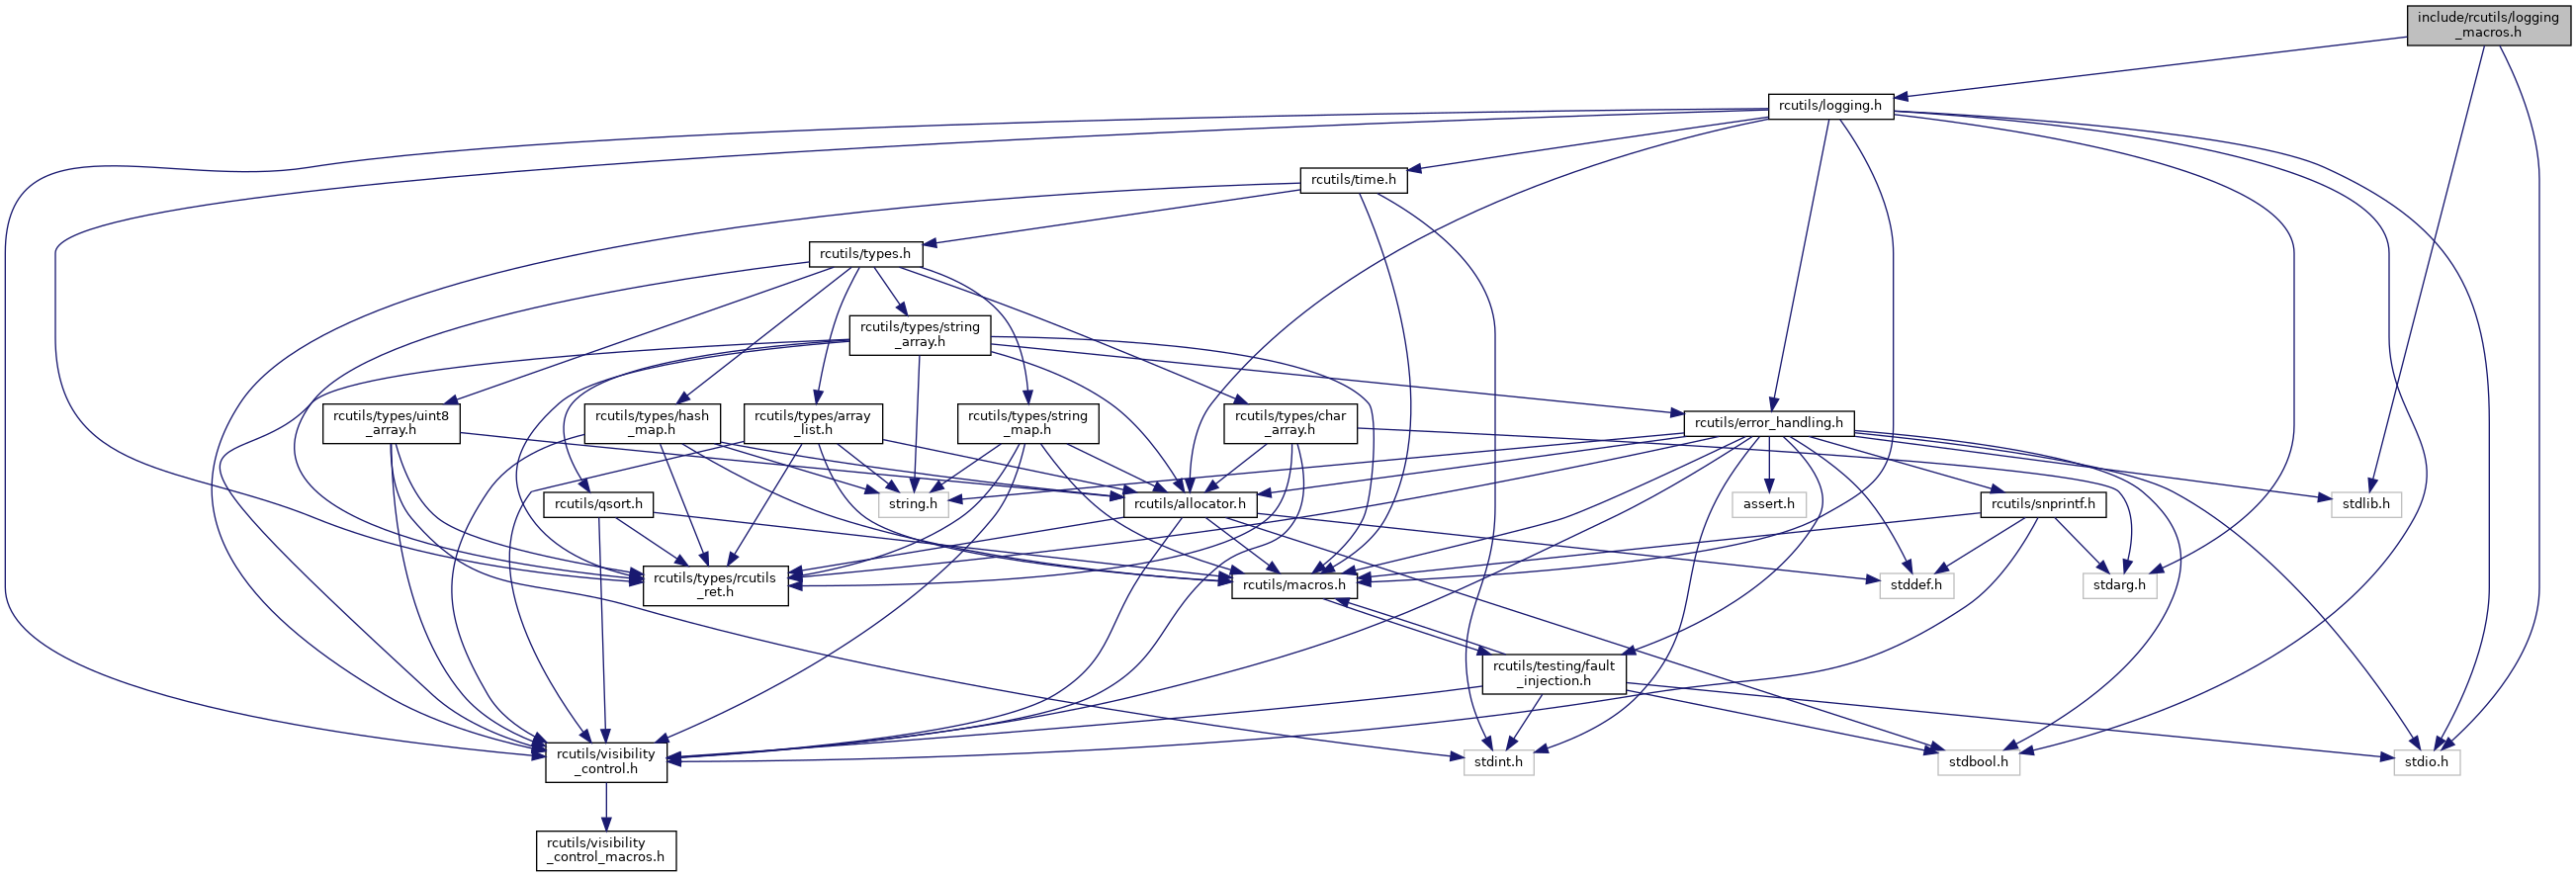 include/rcutils/logging
_macros.h
rcutils/logging.h
rcutils/time.h
rcutils/types.h
rcutils/types/string
_array.h
rcutils/types/uint8
_array.h
rcutils/types/hash
_map.h
rcutils/types/array
_list.h
rcutils/types/string
_map.h
rcutils/types/char
_array.h
rcutils/error_handling.h
rcutils/qsort.h
string.h
rcutils/allocator.h
assert.h
rcutils/snprintf.h
stdlib.h
rcutils/types/rcutils
_ret.h
rcutils/macros.h
stddef.h
stdarg.h
rcutils/testing/fault
_injection.h
rcutils/visibility
_control.h
stdint.h
stdbool.h
stdio.h
rcutils/visibility
_control_macros.h